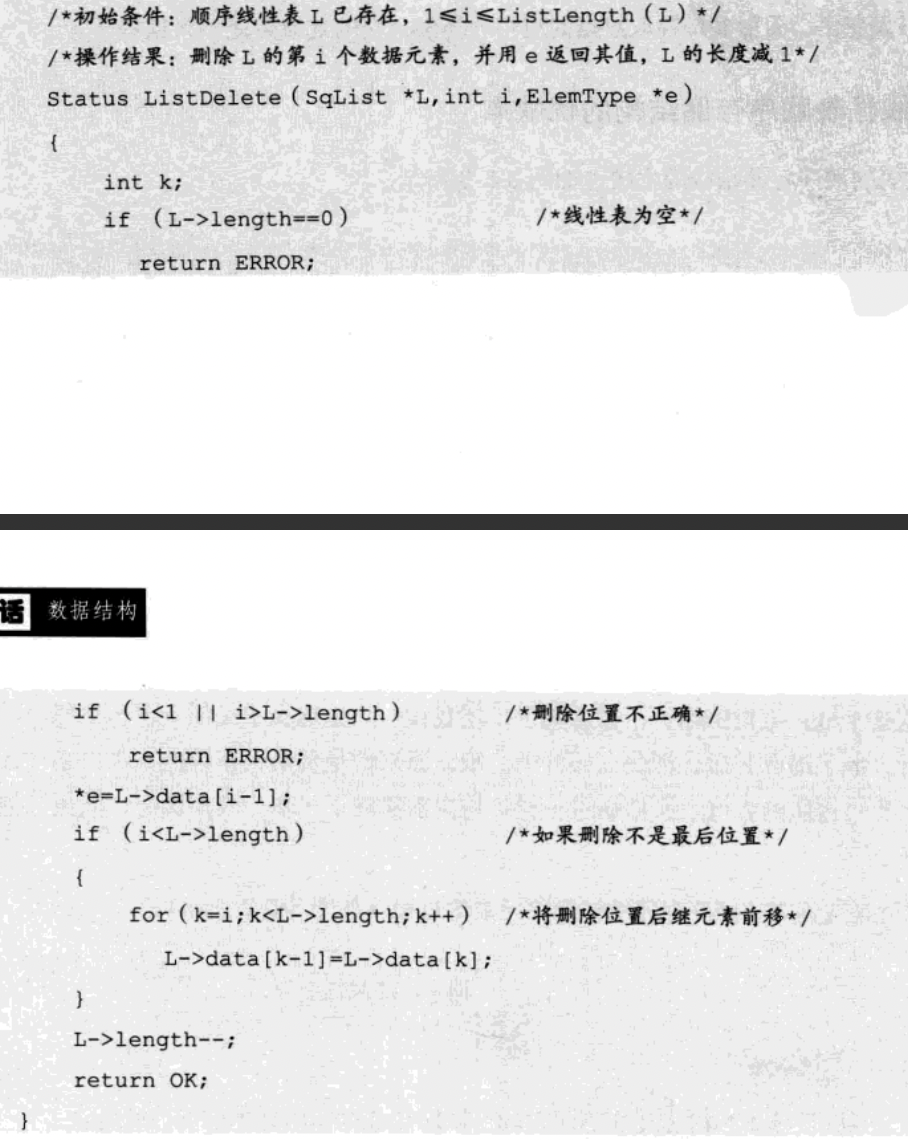 /*初始条件：顺序线性表 L 已存在，1≤i≤ListLength（L）*/
/*操作结果：删除 L 的第 i 个数据元素，并用 e 返回其值，L 的长度减 1*/
Status ListDelete（SqList *L,int i,ElemType *e）
{
int k;
if （L->length==0） /*线性表为空*/
return ERROR;
话 数据结构
if （i<1 || i>L->length） /*删除位置不正确*/
return ERROR;
*e=L->data[i-1];
if （i<L->length） /*如果删除不是最后位置*/
{
for（k=i;k<L->length;k++） /*将删除位置后继元素前移*/
L->data[k-1]=L->data[k];
}
L->length--;
return OK;
}